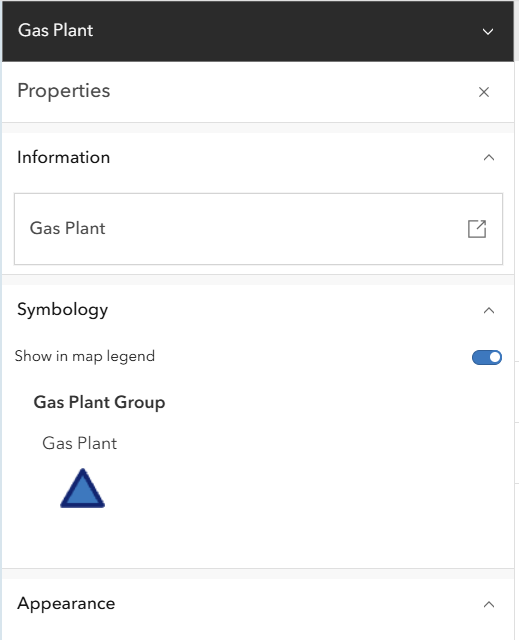 Gas Plant
Properties
Information
Gas Plant
Symbology
Show in map legend
Gas Plant Group
Gas Plant
Appearance